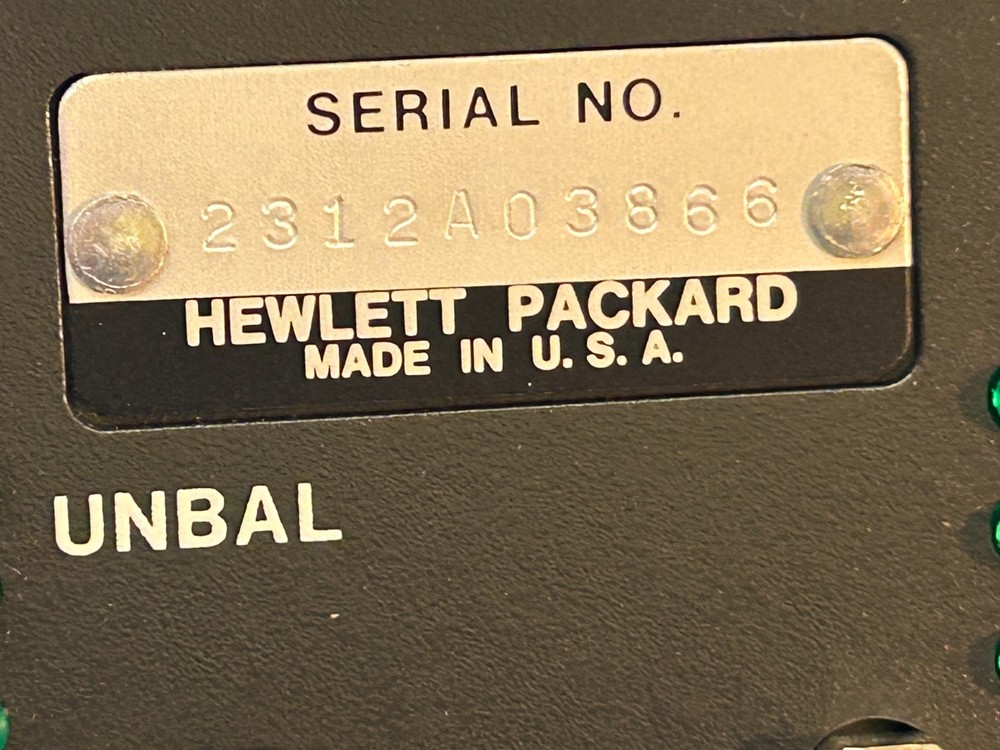 SERIAL NO.
2312A03866
HEWLETT PACKARD
MADE IN U.S.A.
UNBAL